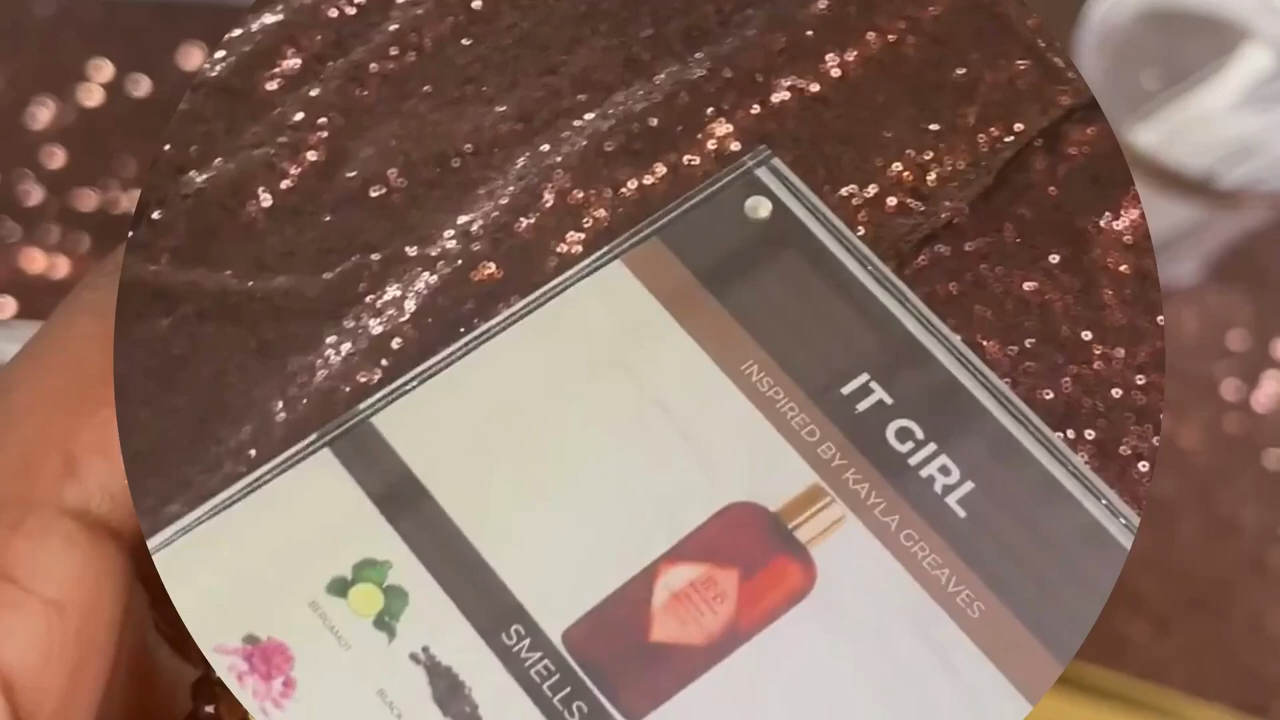 IT GIRL
INSPIRED BY KAYLA GREAVES
SMELLS
BERGAMOT
BLACK